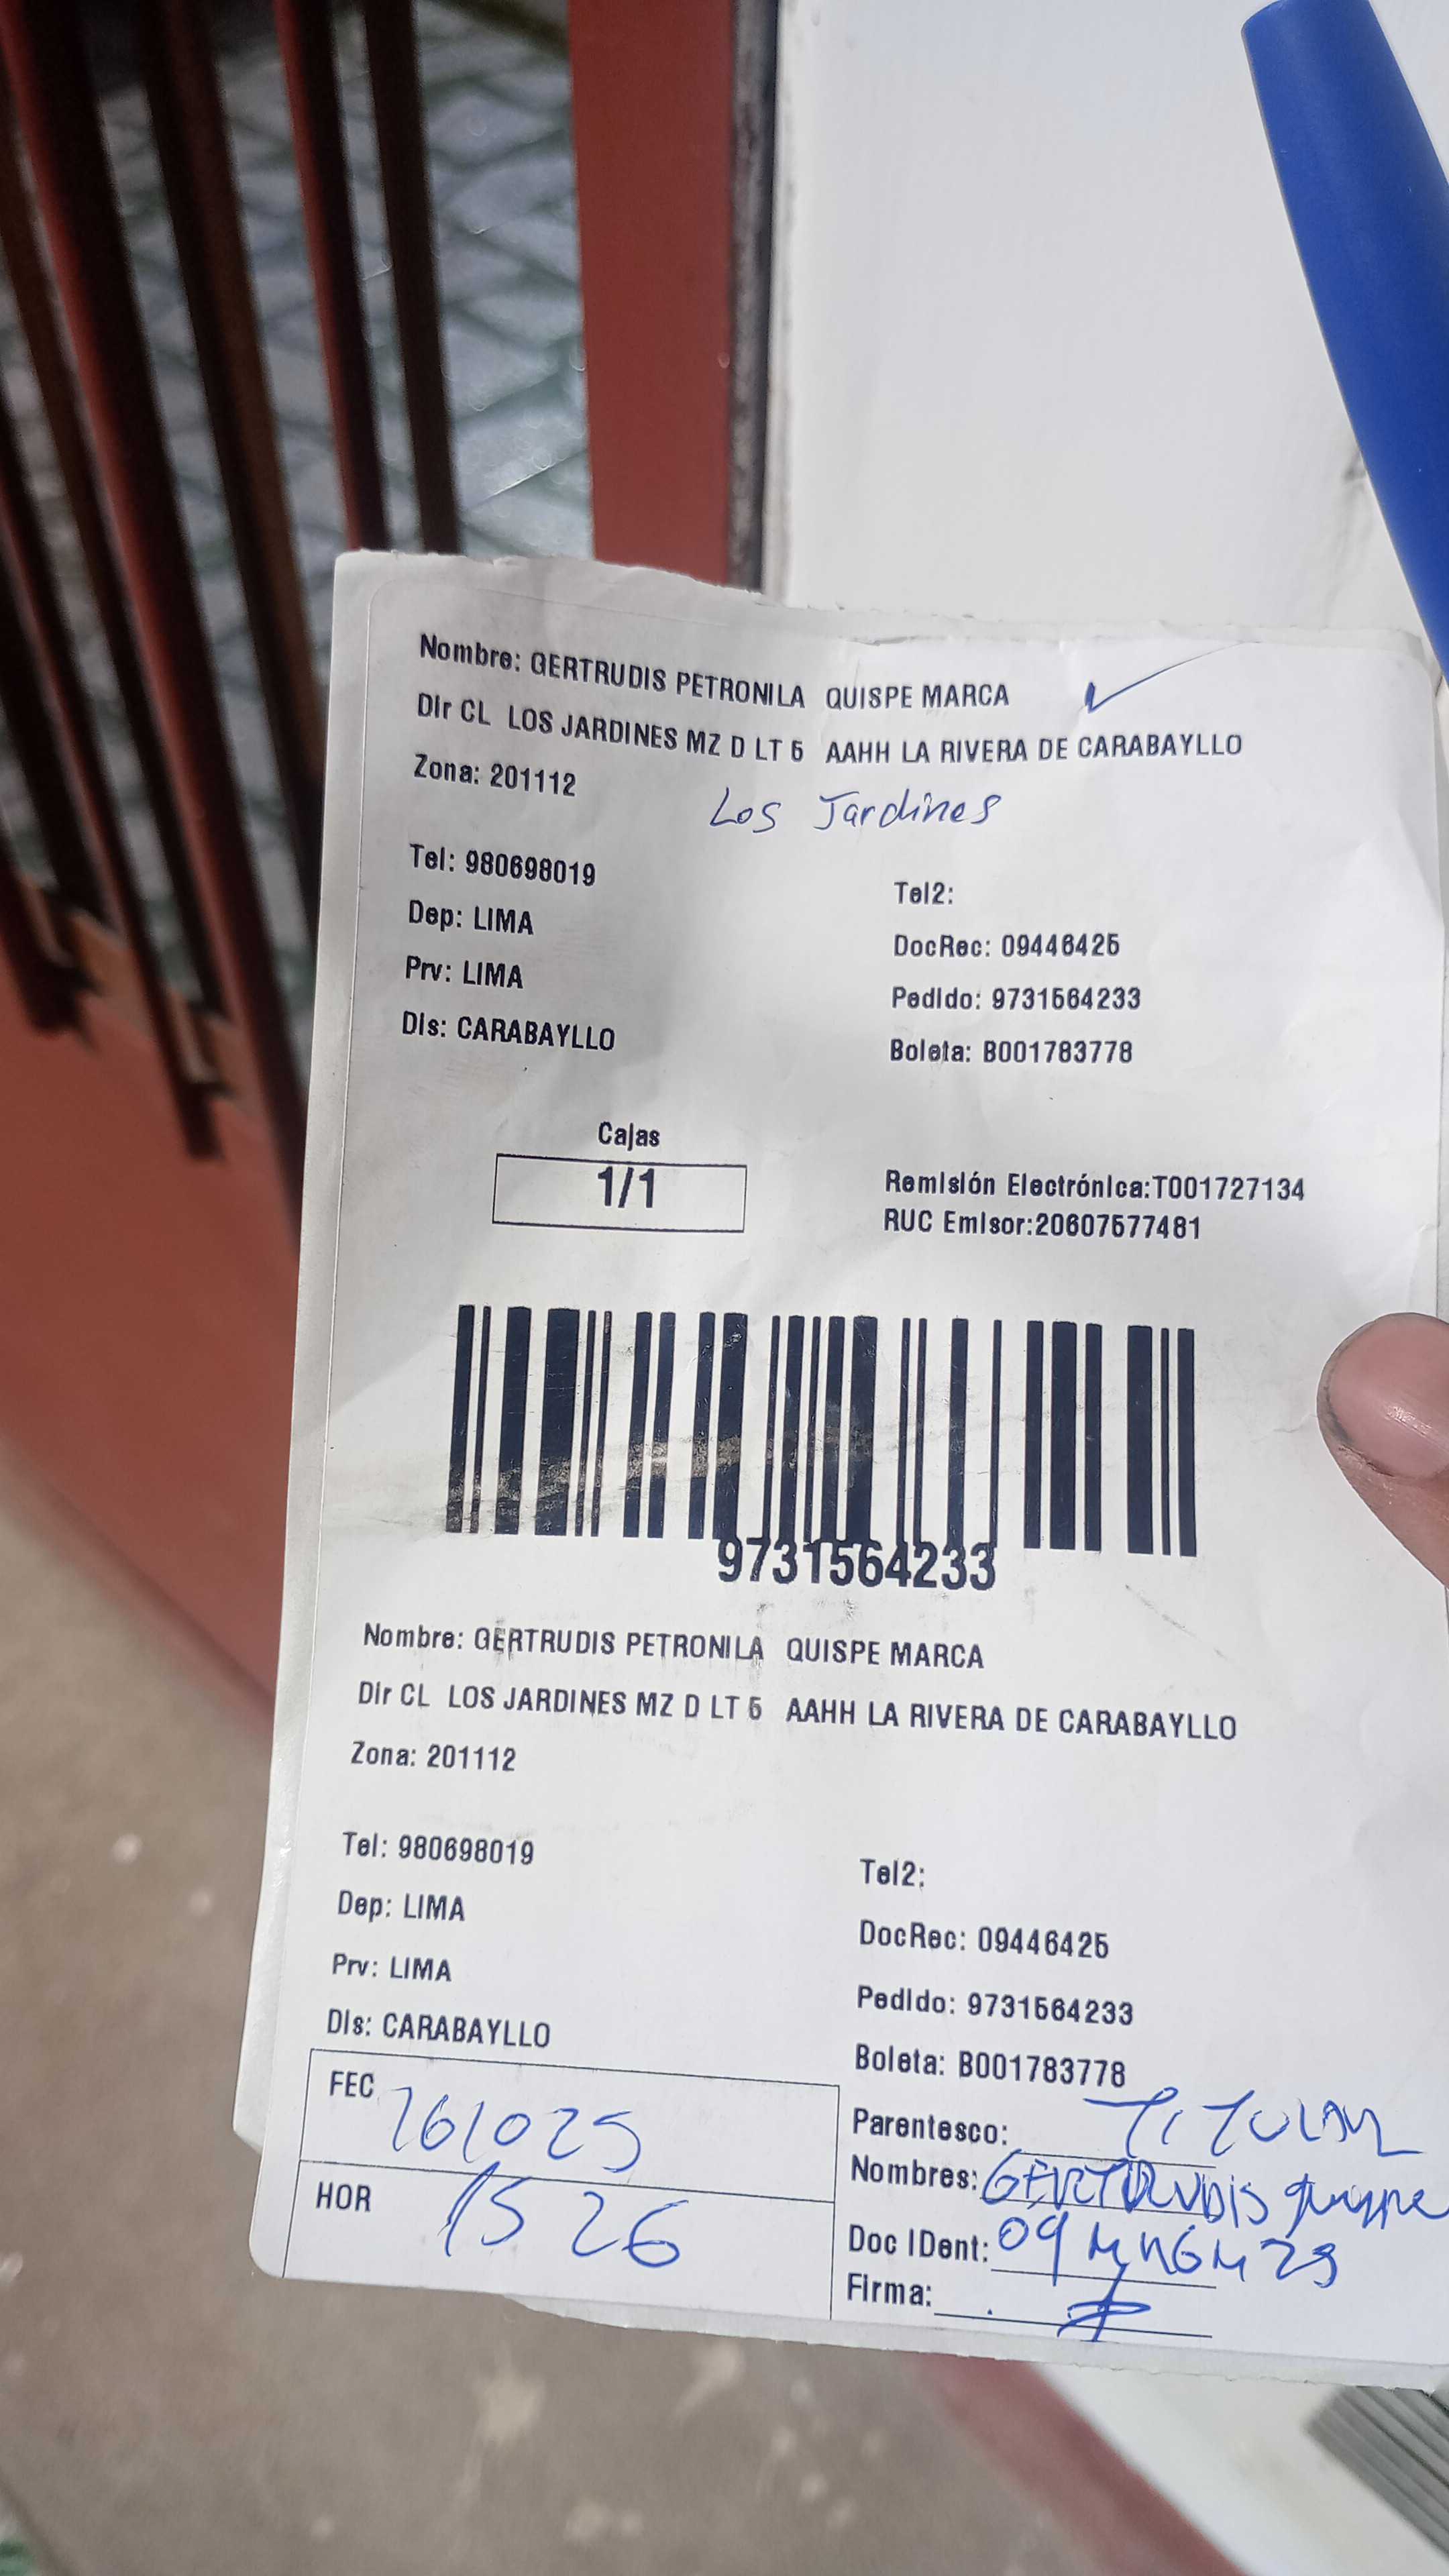 Nombre: GERTRUDIS PETRONILA QUISPE MARCA
Dir CL LOS JARDINES MZ D LT 5 AAHH LA RIVERA DE CARABAYLLO
Zona: 201112
Los Jardines
Tel: 980698019
Tel2:
Dep: LIMA
DocRec: 09446425
Prv: LIMA
Pedido: 9731564233
Dis: CARABAYLLO
Boleta: B001783778
Cajas
1/1
Remisión Electrónica:T001727134
RUC Emisor:20607577481
9731564233
Nombre: GERTRUDIS PETRONILA QUISPE MARCA
Dir CL LOS JARDINES MZ D LT 5 AAHH LA RIVERA DE CARABAYLLO
Zona: 201112
Tel: 980698019
Tel2:
Dep: LIMA
DocRec: 09446425
Prv: LIMA
Pedido: 9731564233
Dis: CARABAYLLO
Boleta: B001783778
FEC 161025
Parentesco: TITULAR
Nombres: GERTRUDIS quispe
HOR 15 26
Doc IDent:
Firma: